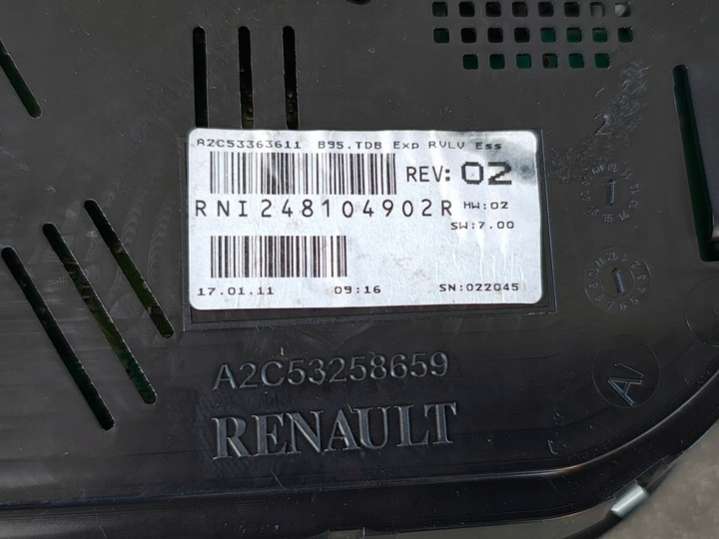 A2C53363611 B95.TDB Exp RVLV Ess
REV: 02
RNI248104902R HW:02
SW:7.00
17.01.11 09:16 SN:022045
A2C53258659
RENAULT